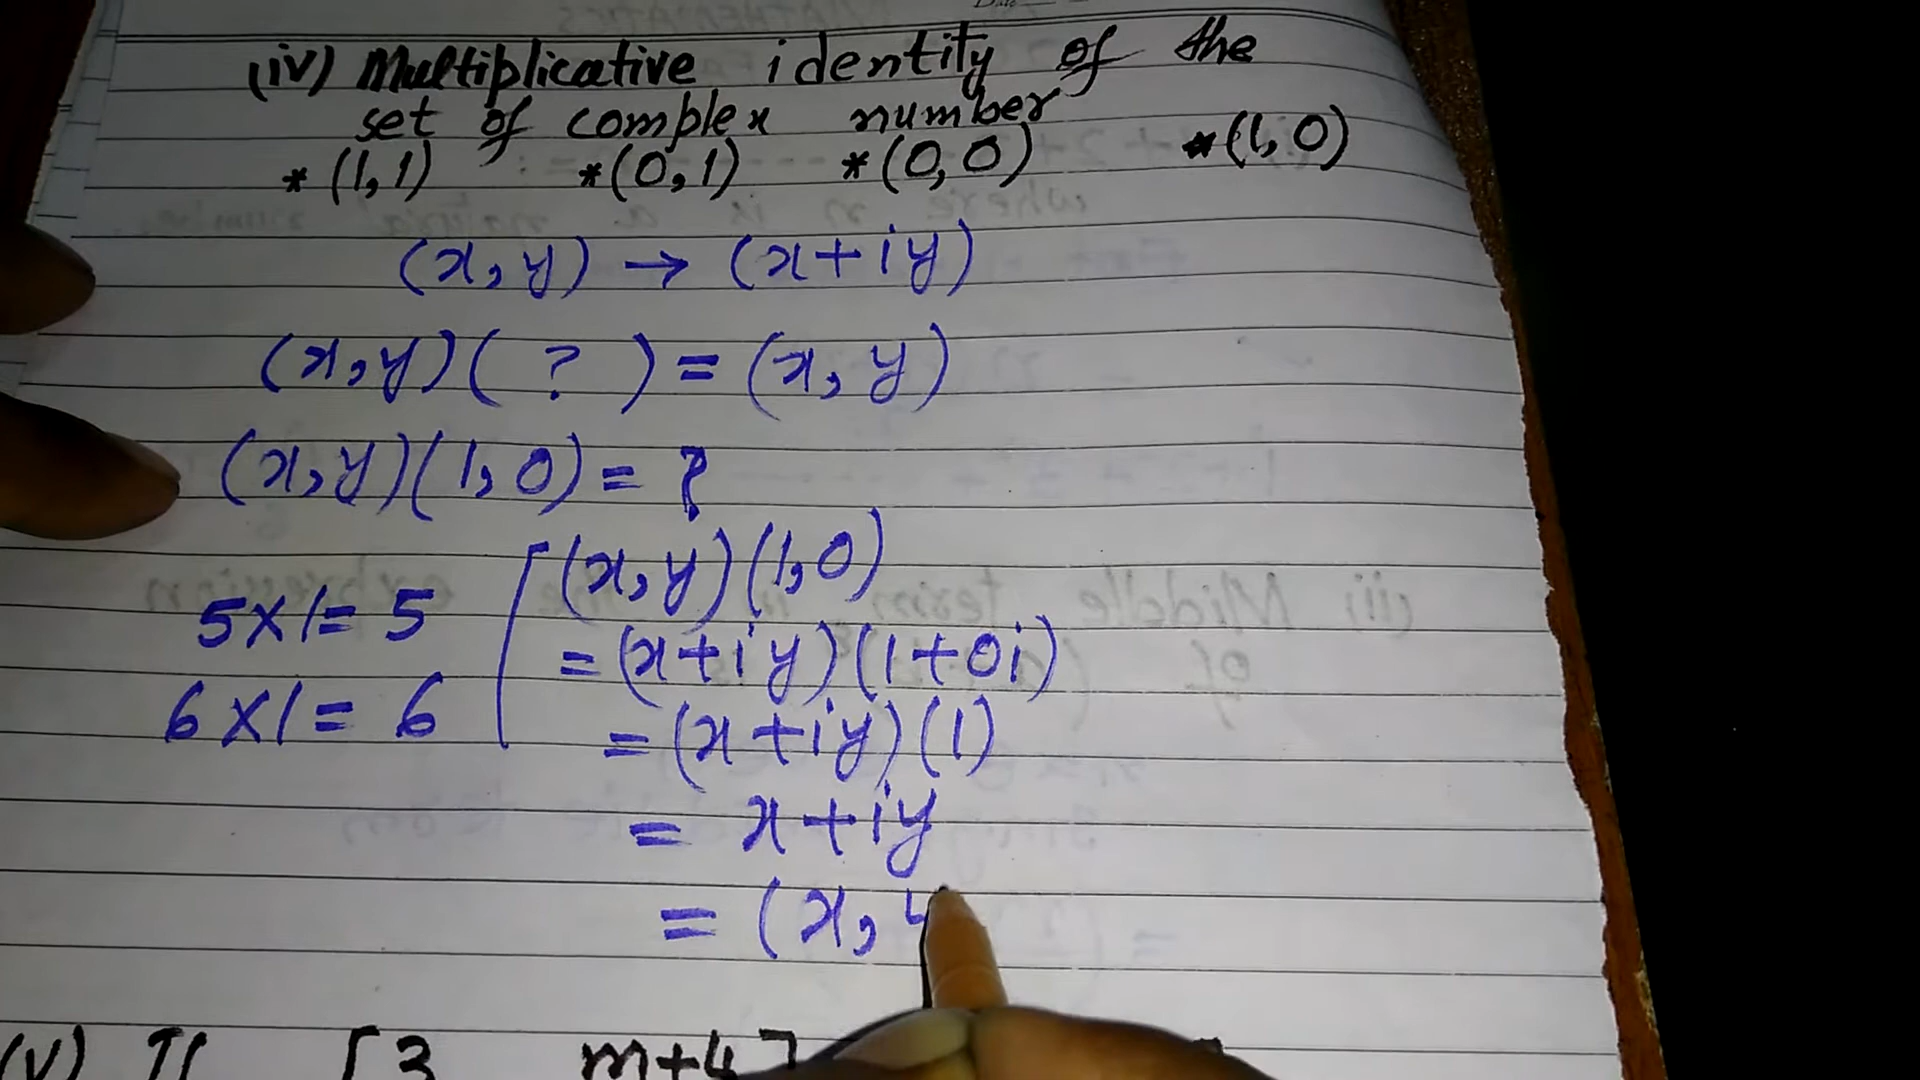 (iv) Multiplicative identity of the
set of complex number
* (1,1) * (0,1) * (0,0) * (1,0)
(x,y) → (x+iy)
(x,y)( ? ) = (x,y)
(x,y)(1,0) = ?
(x,y)(1,0)
5×1= 5
= (x+iy)(1+0i)
6×1= 6
= (x+iy)(1)
= x+iy
= (x, y
(v) If [3 m+4]